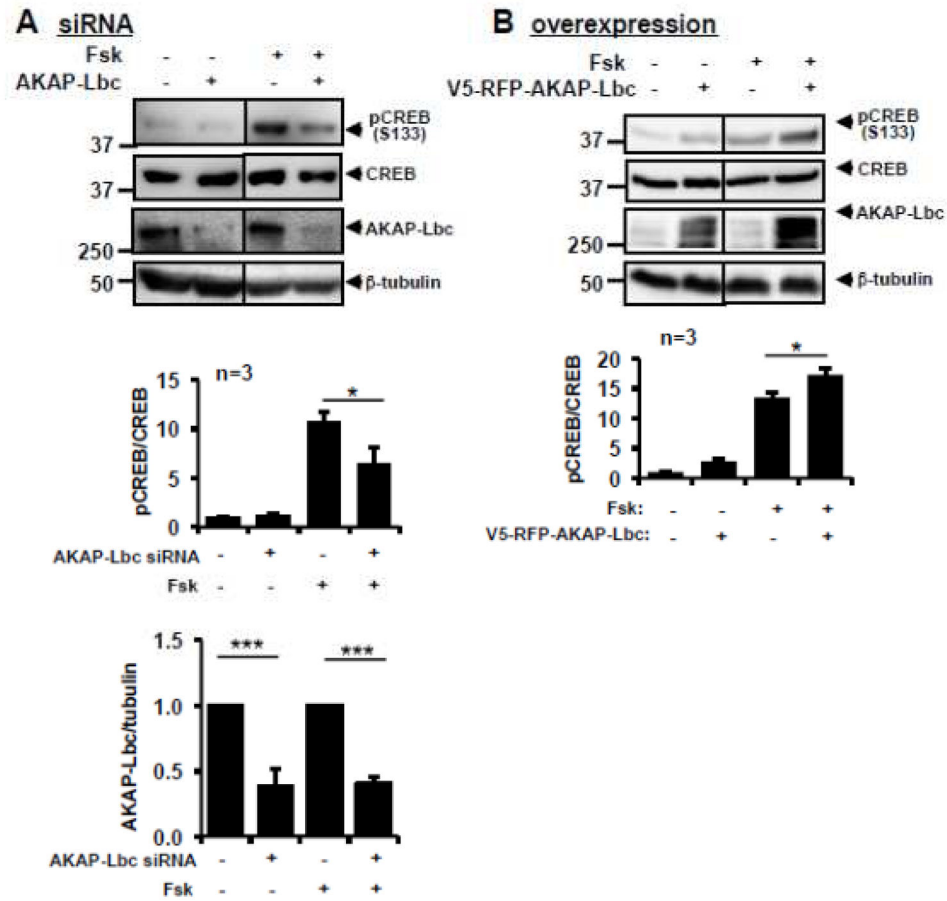 A siRNA
Fsk - - + +
AKAP-Lbc - + - +
pCREB
(S133)
37
CREB
37
AKAP-Lbc
250
50
β-tubulin
n=3
*
15
10
5
0
pCREB/CREB
AKAP-Lbc siRNA - + - +
Fsk - - + +
1.5
1.0
0.5
0.0
*** ***
AKAP-Lbc/tubulin
AKAP-Lbc siRNA - + - +
Fsk - - + +
B overexpression
Fsk - - + +
V5-RFP-AKAP-Lbc - + - +
pCREB
(S133)
37
CREB
37
AKAP-Lbc
250
50
β-tubulin
n=3
*
20
15
10
5
0
pCREB/CREB
Fsk: - - + +
V5-RFP-AKAP-Lbc: - + - +